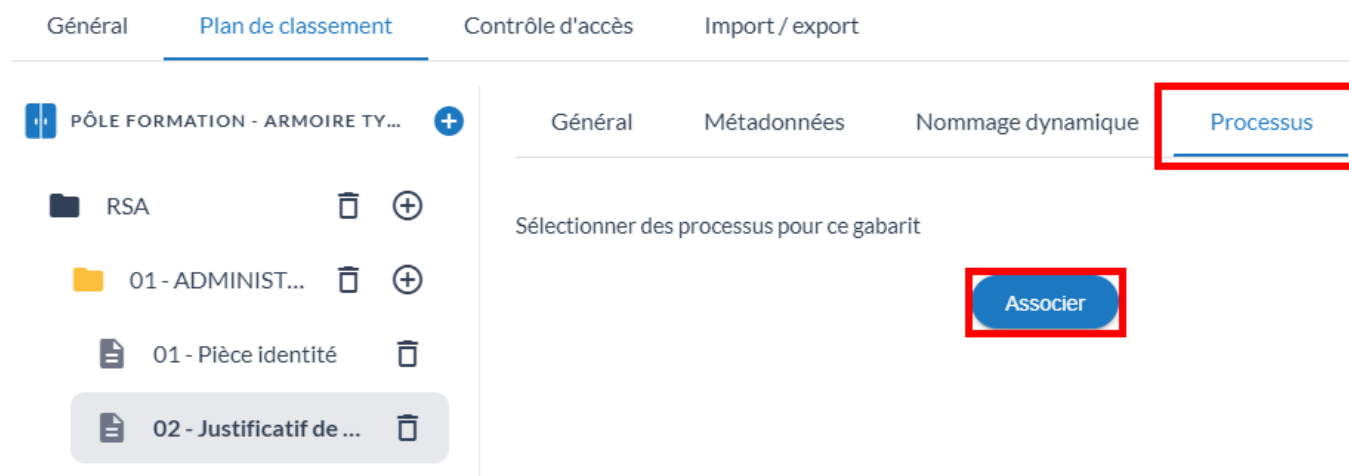 Général Plan de classement Contrôle d'accès Import / export
PÔLE FORMATION - ARMOIRE TY...
Général Métadonnées Nommage dynamique Processus
RSA
Sélectionner des processus pour ce gabarit
01 - ADMINIST...
Associer
01 - Pièce identité
02 - Justificatif de ...